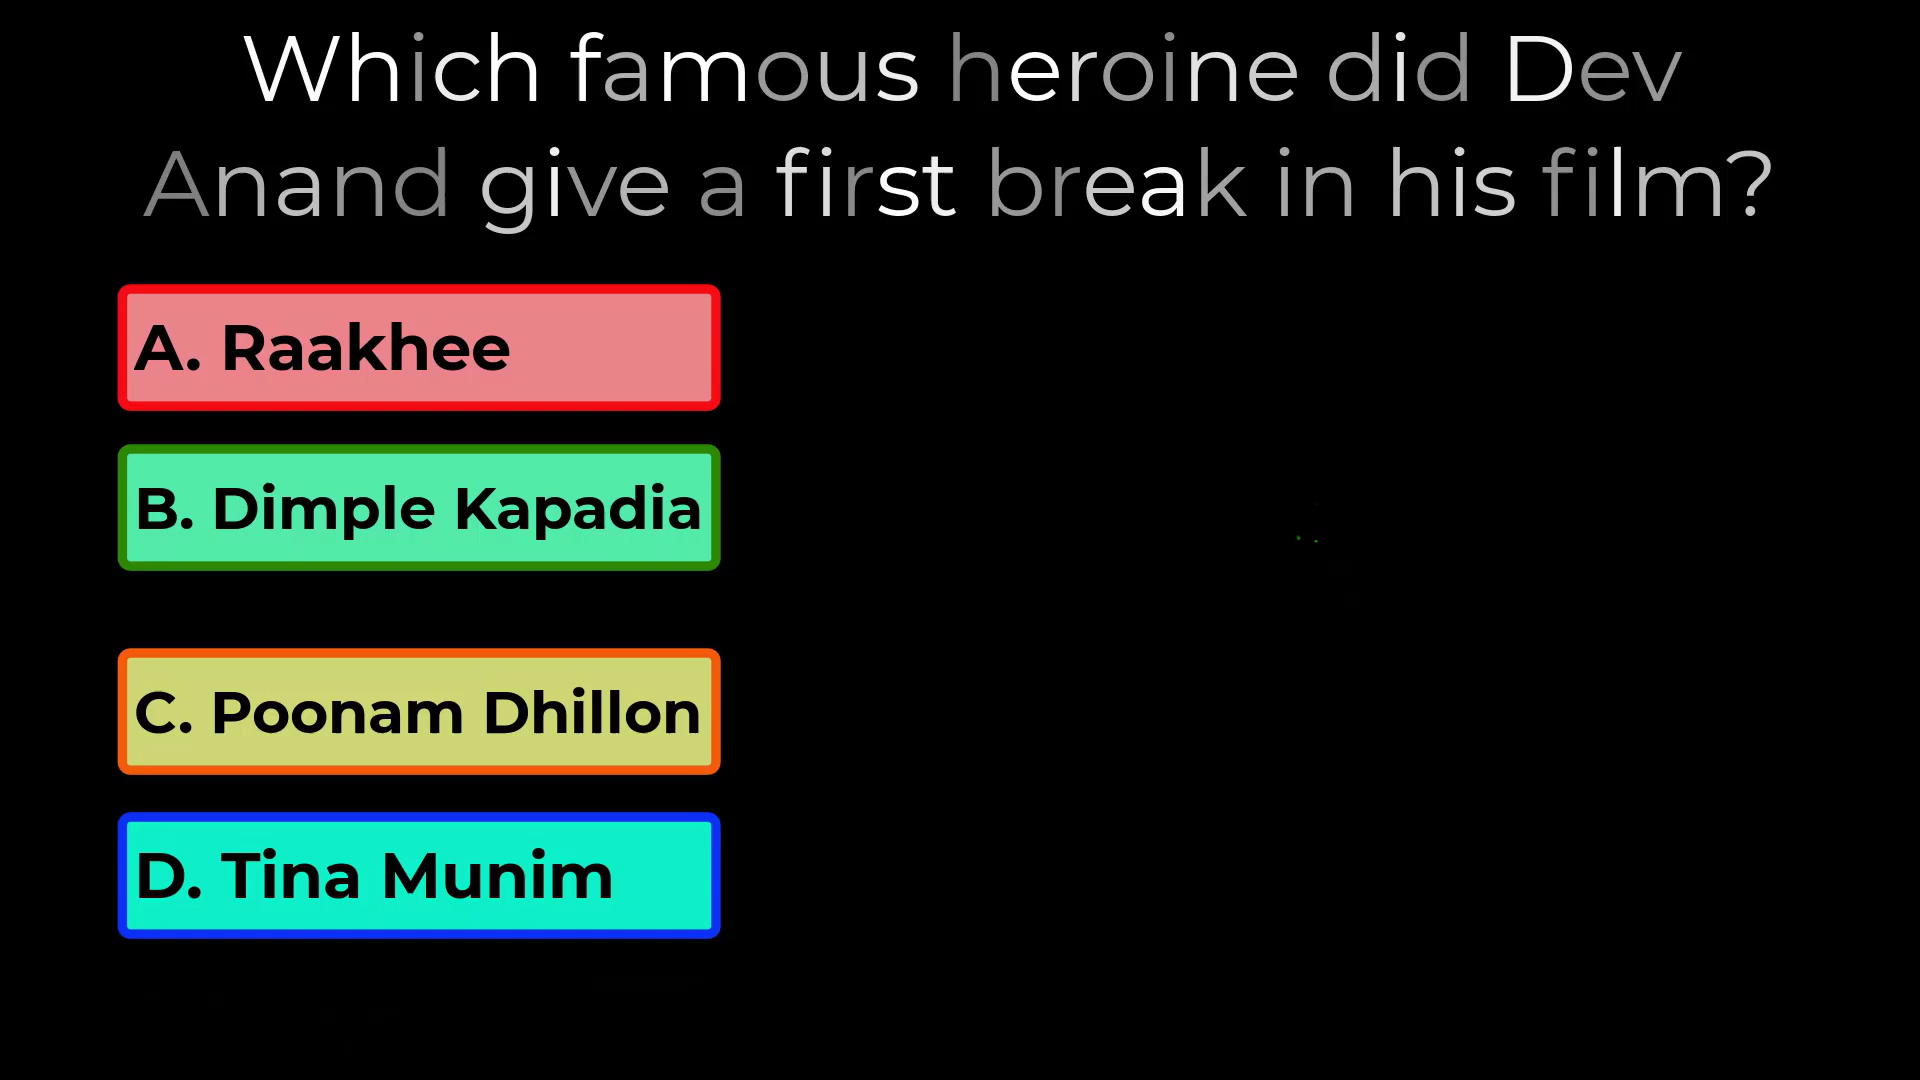 Which famous heroine did Dev
Anand give a first break in his film?
A. Raakhee
B. Dimple Kapadia
C. Poonam Dhillon
D. Tina Munim